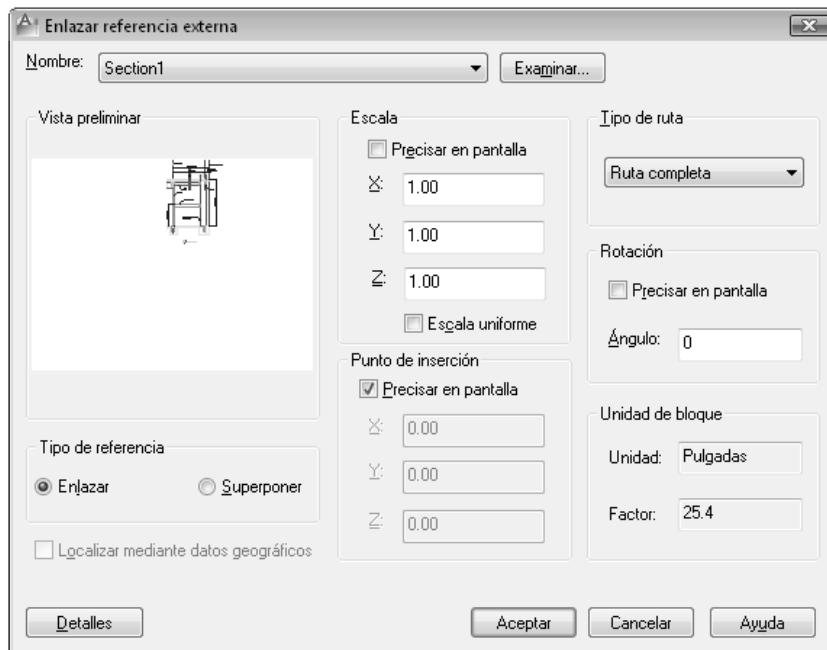 Enlazar referencia externa
Nombre: Section1 Examinar...
Vista preliminar
Tipo de referencia
Enlazar Superponer
Localizar mediante datos geográficos
Escala
Precisar en pantalla
X: 1.00
Y: 1.00
Z: 1.00
Escala uniforme
Punto de inserción
Precisar en pantalla
X: 0.00
Y: 0.00
Z: 0.00
Tipo de ruta
Ruta completa
Rotación
Precisar en pantalla
Ángulo: 0
Unidad de bloque
Unidad: Pulgadas
Factor: 25.4
Detalles Aceptar Cancelar Ayuda